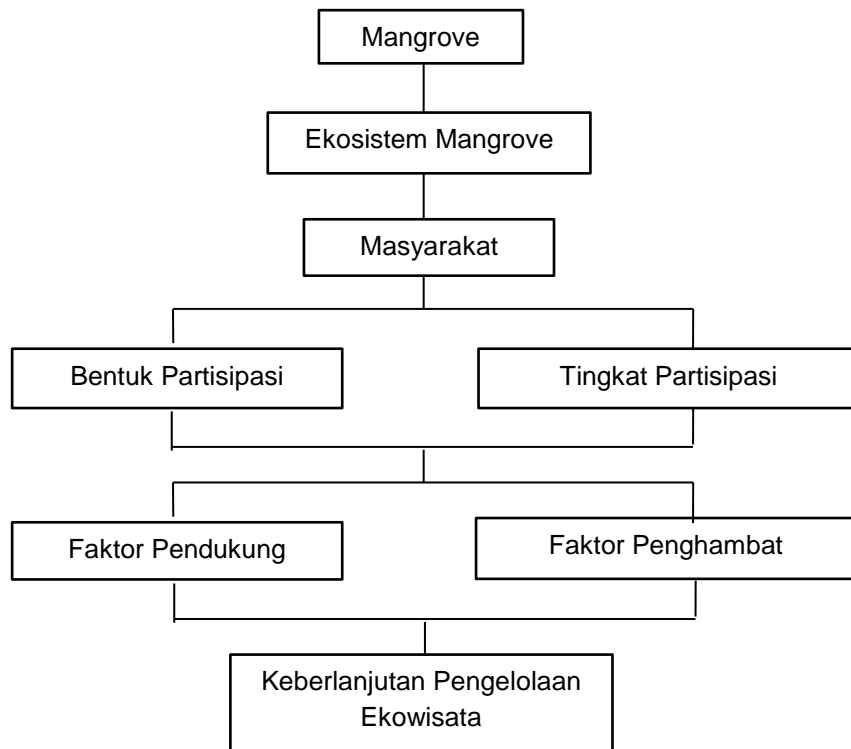 Mangrove
Ekosistem Mangrove
Masyarakat
Bentuk Partisipasi
Tingkat Partisipasi
Faktor Pendukung
Faktor Penghambat
Keberlanjutan Pengelolaan
Ekowisata